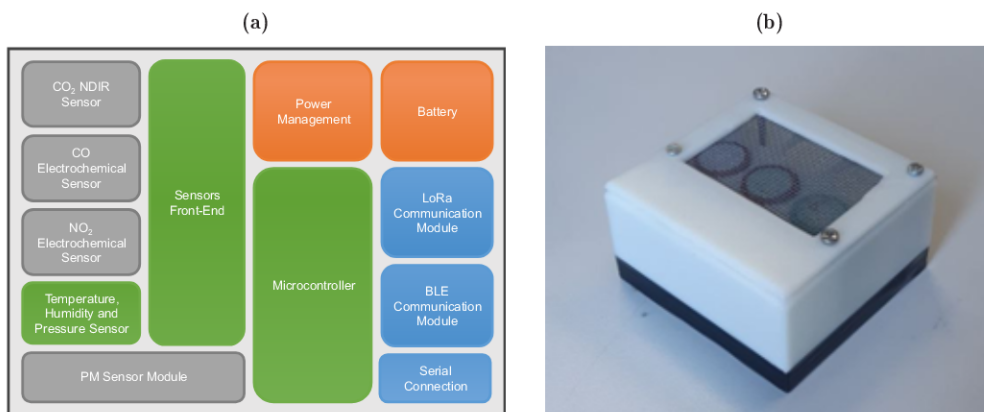 (a)
(b)
CO₂ NDIR
Sensor
CO
Electrochemical
Sensor
NO₂
Electrochemical
Sensor
Temperature,
Humidity and
Pressure Sensor
PM Sensor Module
Sensors
Front-End
Power
Management
Microcontroller
Battery
LoRa
Communication
Module
BLE
Communication
Module
Serial
Connection